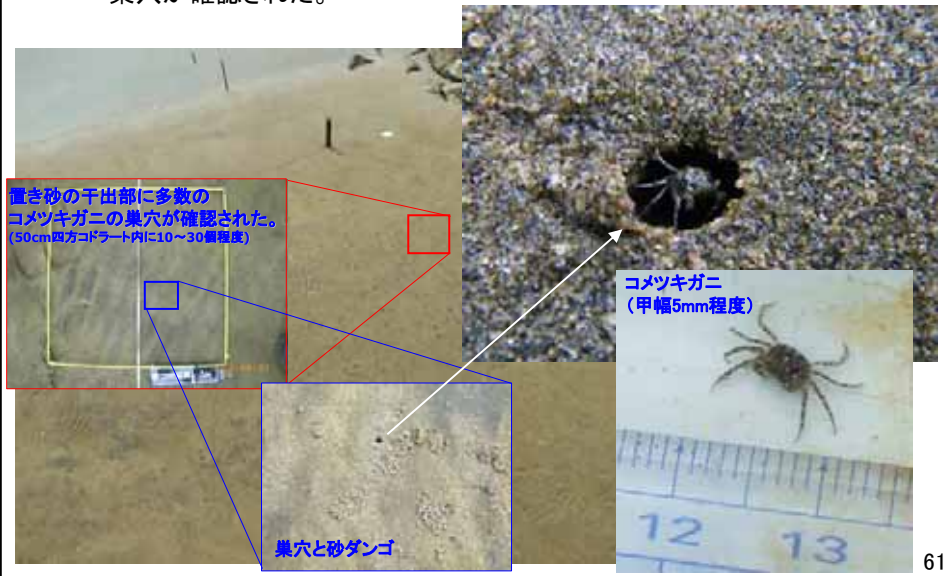 巣穴が確認された。
置き砂の干出部に多数の
コメツキガニの巣穴が確認された。
(50cm四方コドラート内に10～30個程度)
コメツキガニ
（甲幅5mm程度）
巣穴と砂ダンゴ
12 13
61